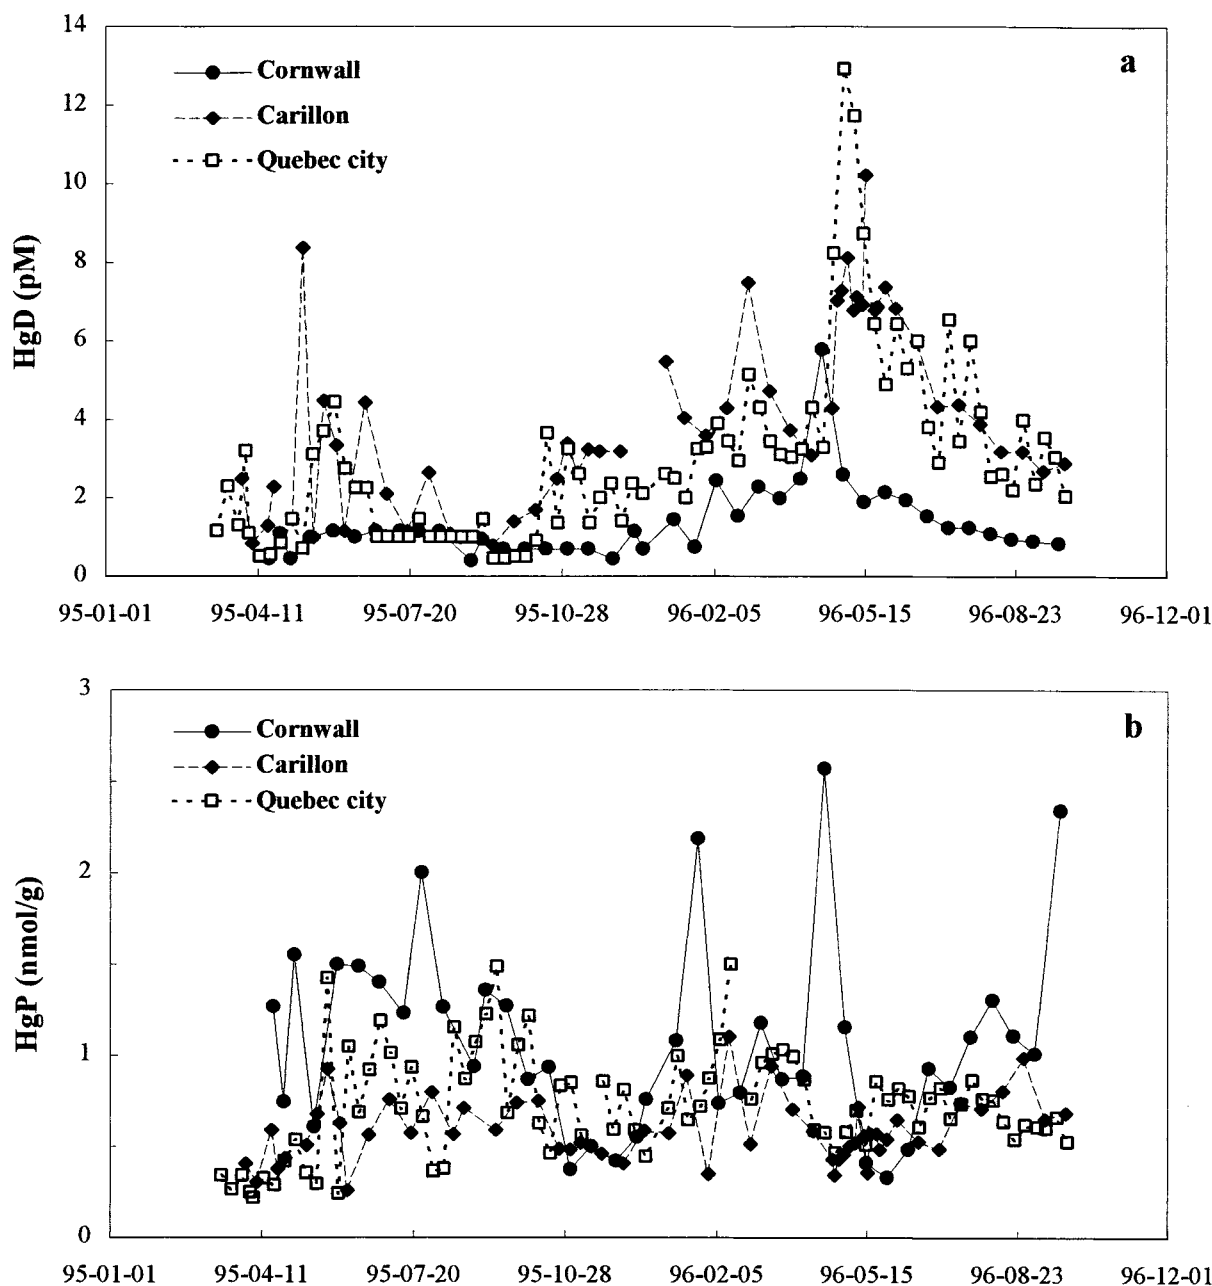 14
12
10
8
6
4
2
0
HgD (pM)
a
Cornwall
Carillon
Quebec city
95-01-01 95-04-11 95-07-20 95-10-28 96-02-05 96-05-15 96-08-23 96-12-01
3
2
1
0
HgP (nmol/g)
b
Cornwall
Carillon
Quebec city
95-01-01 95-04-11 95-07-20 95-10-28 96-02-05 96-05-15 96-08-23 96-12-01